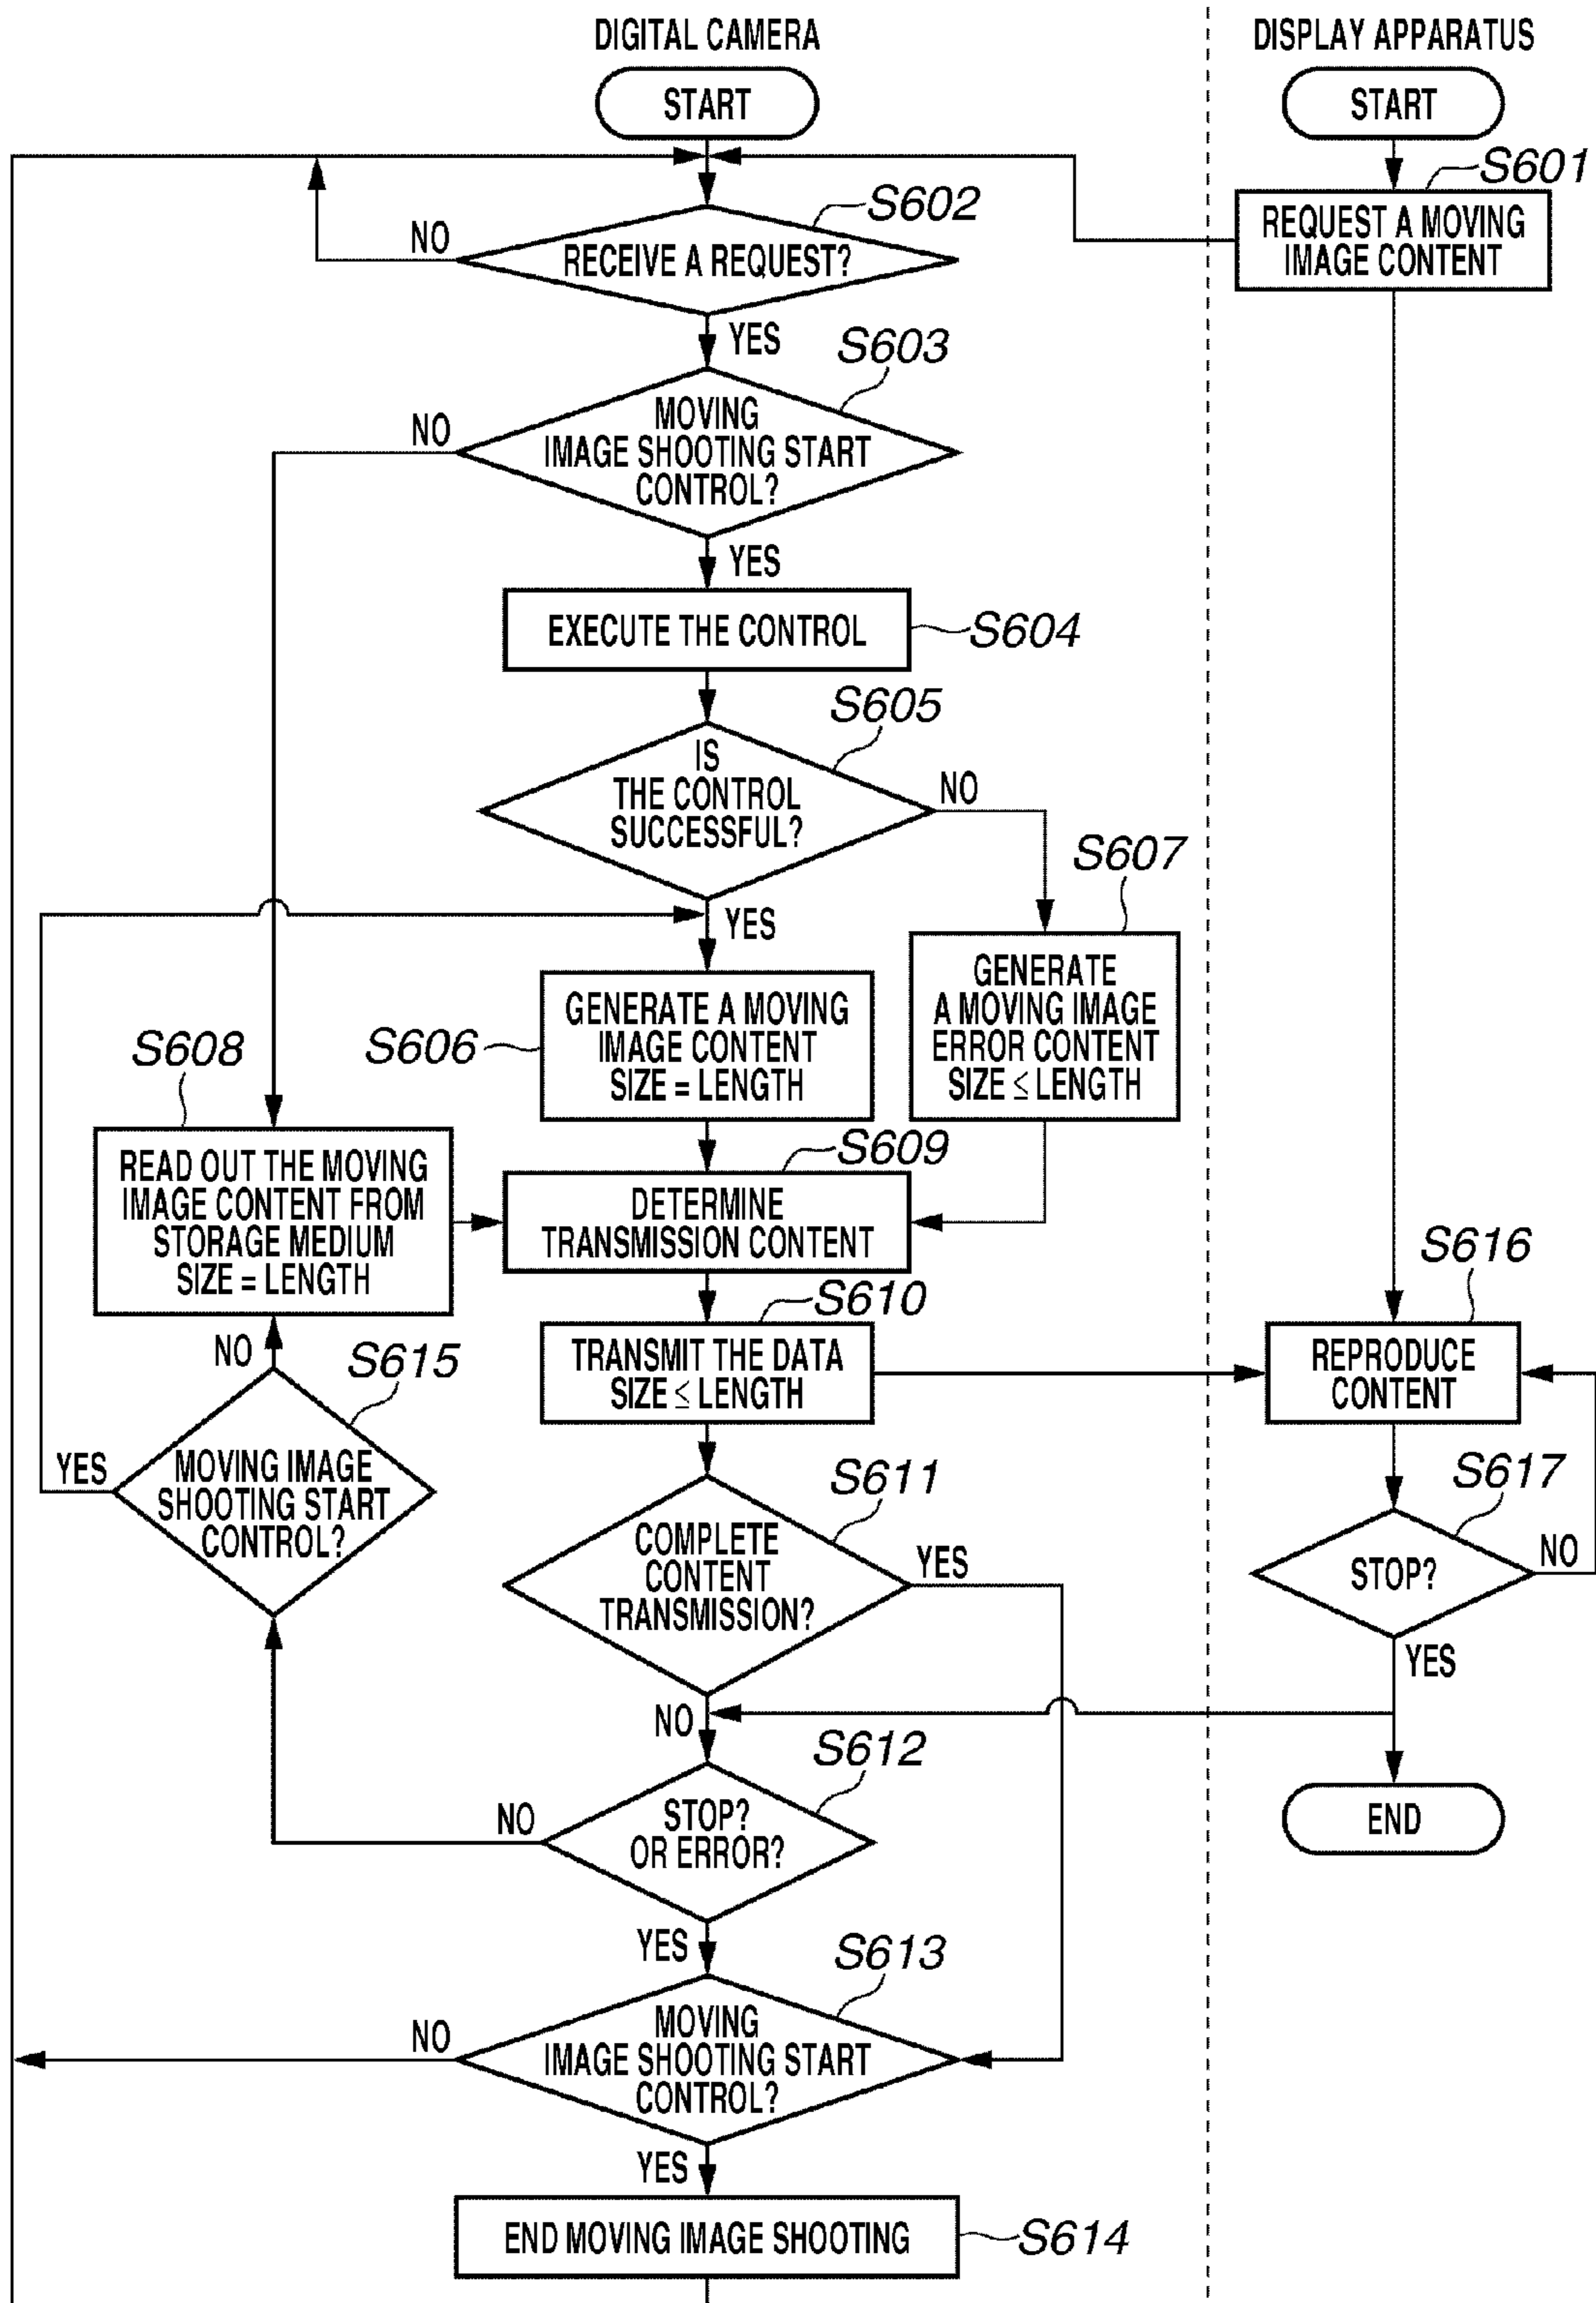 DIGITAL CAMERA
DISPLAY APPARATUS
START
START
S601
REQUEST A MOVING
IMAGE CONTENT
S602
NO
RECEIVE A REQUEST?
YES
S603
NO
MOVING
IMAGE SHOOTING START
CONTROL?
YES
EXECUTE THE CONTROL
S604
S605
IS
THE CONTROL
SUCCESSFUL?
NO
YES
S607
GENERATE
A MOVING IMAGE
ERROR CONTENT
SIZE ≤ LENGTH
S606
GENERATE A MOVING
IMAGE CONTENT
SIZE = LENGTH
S608
READ OUT THE MOVING
IMAGE CONTENT FROM
STORAGE MEDIUM
SIZE = LENGTH
S609
DETERMINE
TRANSMISSION CONTENT
S610
TRANSMIT THE DATA
SIZE ≤ LENGTH
S616
REPRODUCE
CONTENT
NO
S615
YES
MOVING IMAGE
SHOOTING START
CONTROL?
S611
COMPLETE
CONTENT
TRANSMISSION?
YES
NO
S617
STOP?
NO
YES
S612
NO
STOP?
OR ERROR?
YES
END
S613
NO
MOVING
IMAGE SHOOTING START
CONTROL?
YES
END MOVING IMAGE SHOOTING
S614